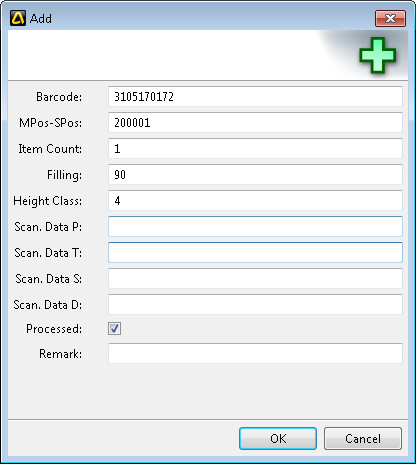 Add
Barcode: 3105170172
MPos-SPos: 200001
Item Count: 1
Filling: 90
Height Class: 4
Scan. Data P:
Scan. Data T:
Scan. Data S:
Scan. Data D:
Processed:
Remark:
OK Cancel